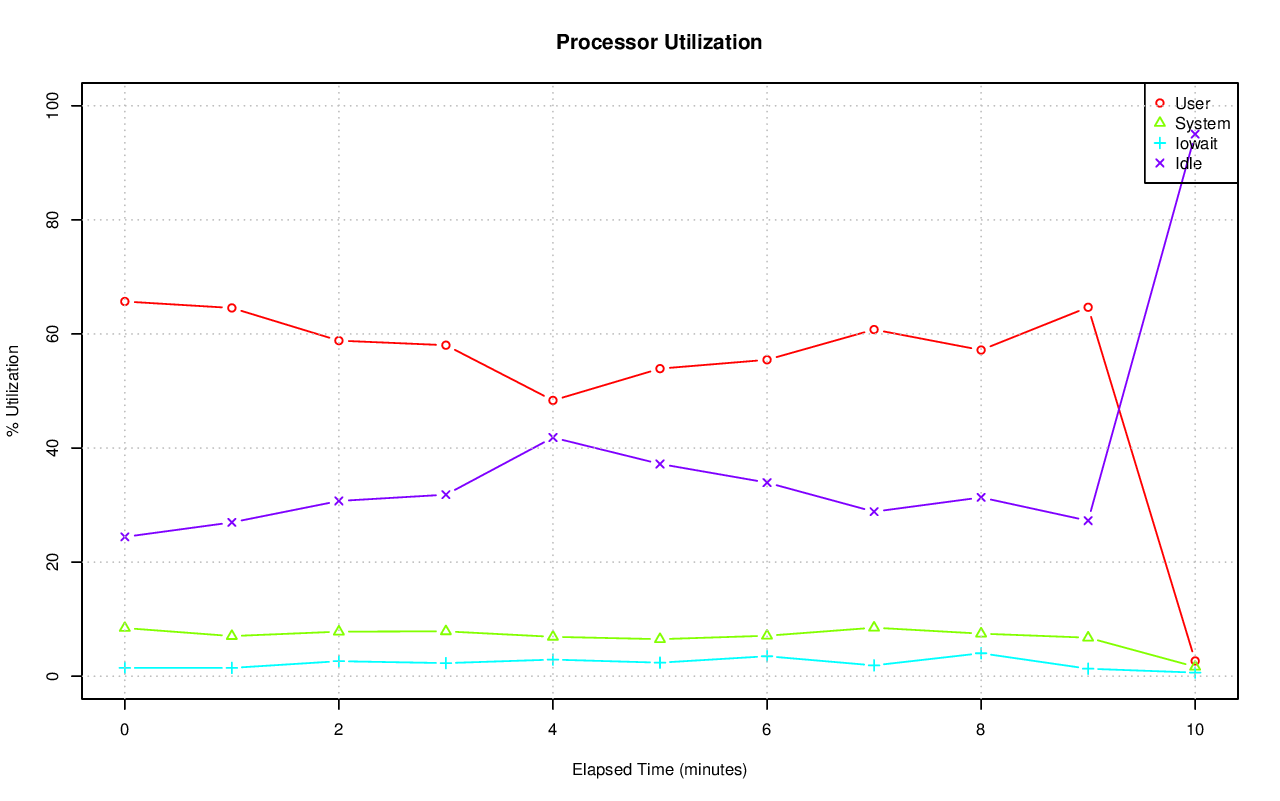 Processor Utilization
100
80
60
40
20
0
% Utilization
User
System
Iowait
Idle
0 2 4 6 8 10
Elapsed Time (minutes)